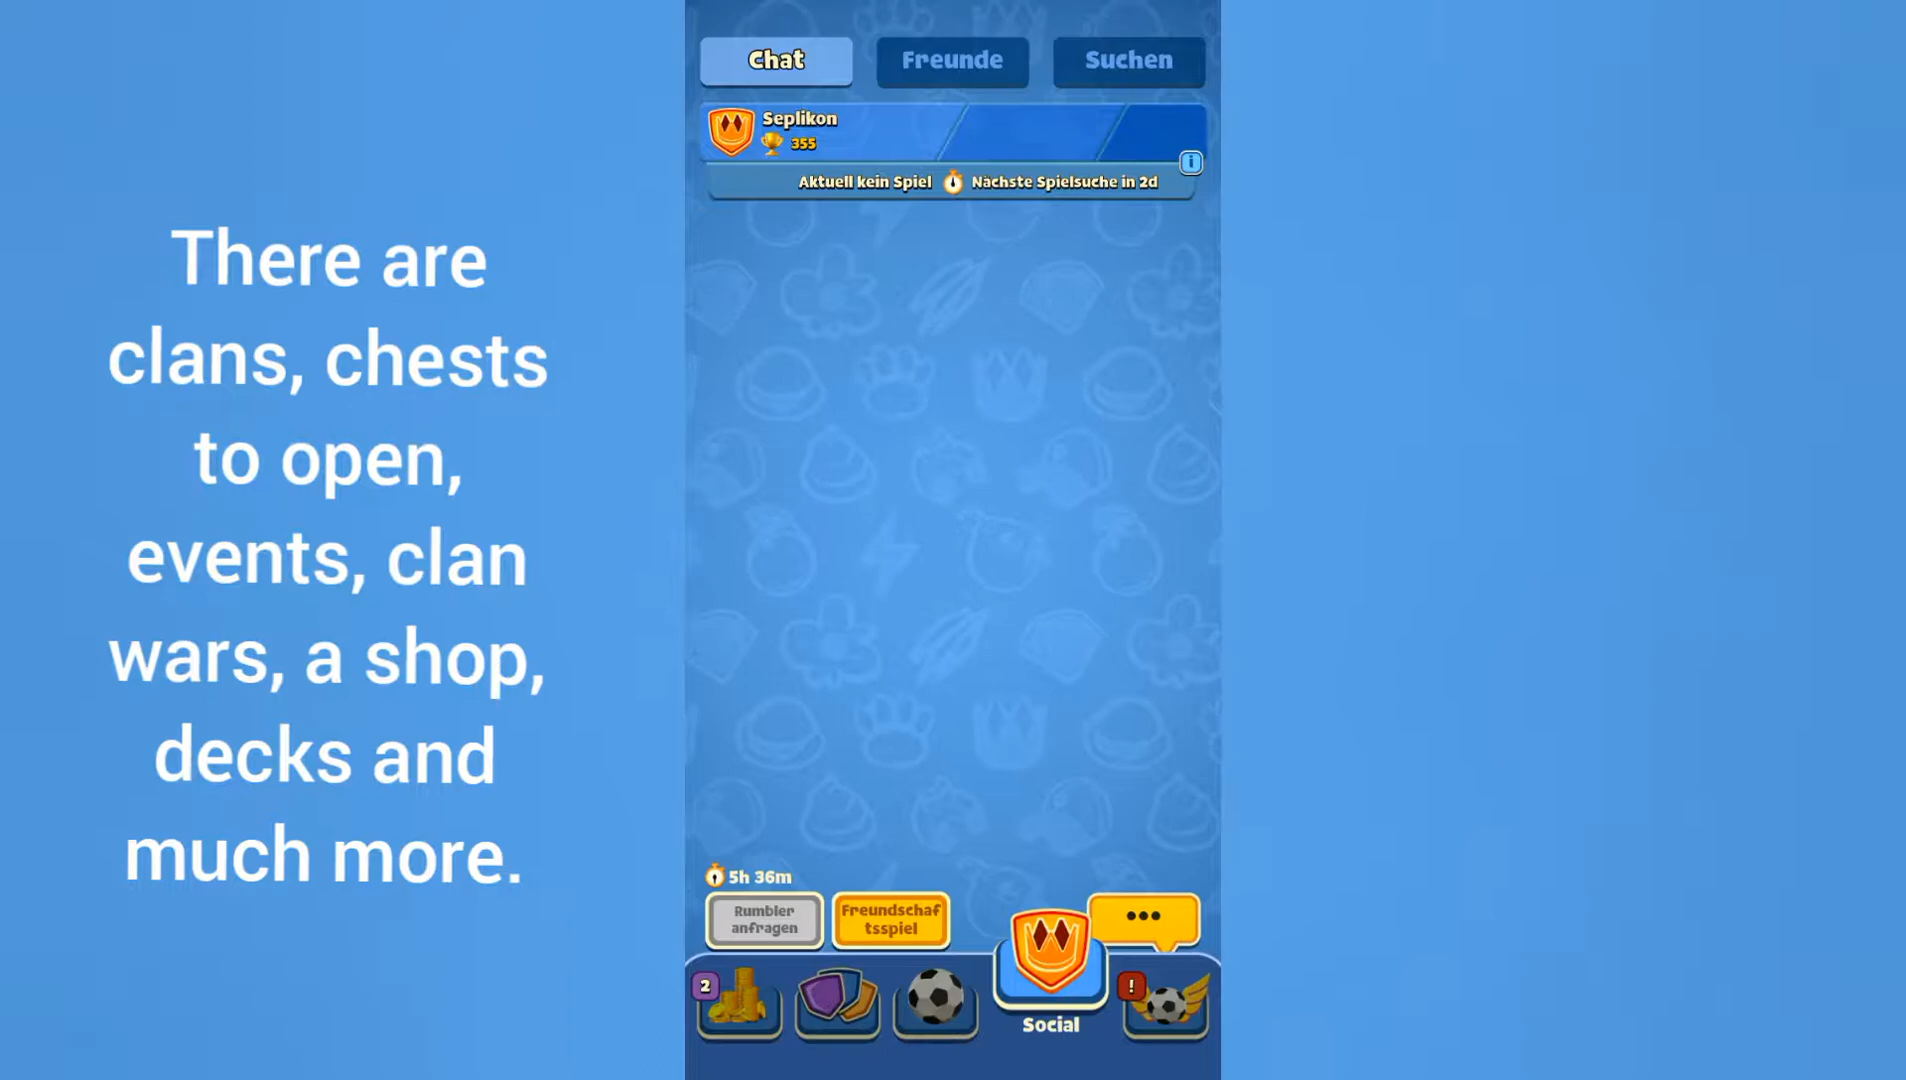 There are
clans, chests
to open,
events, clan
wars, a shop,
decks and
much more.
Chat
Freunde
Suchen
Seplikon
355
i
Aktuell kein Spiel
Nächste Spielsuche in 2d
5h 36m
Rumbler
anfragen
Freundschaf
tsspiel
•••
2
Social
!